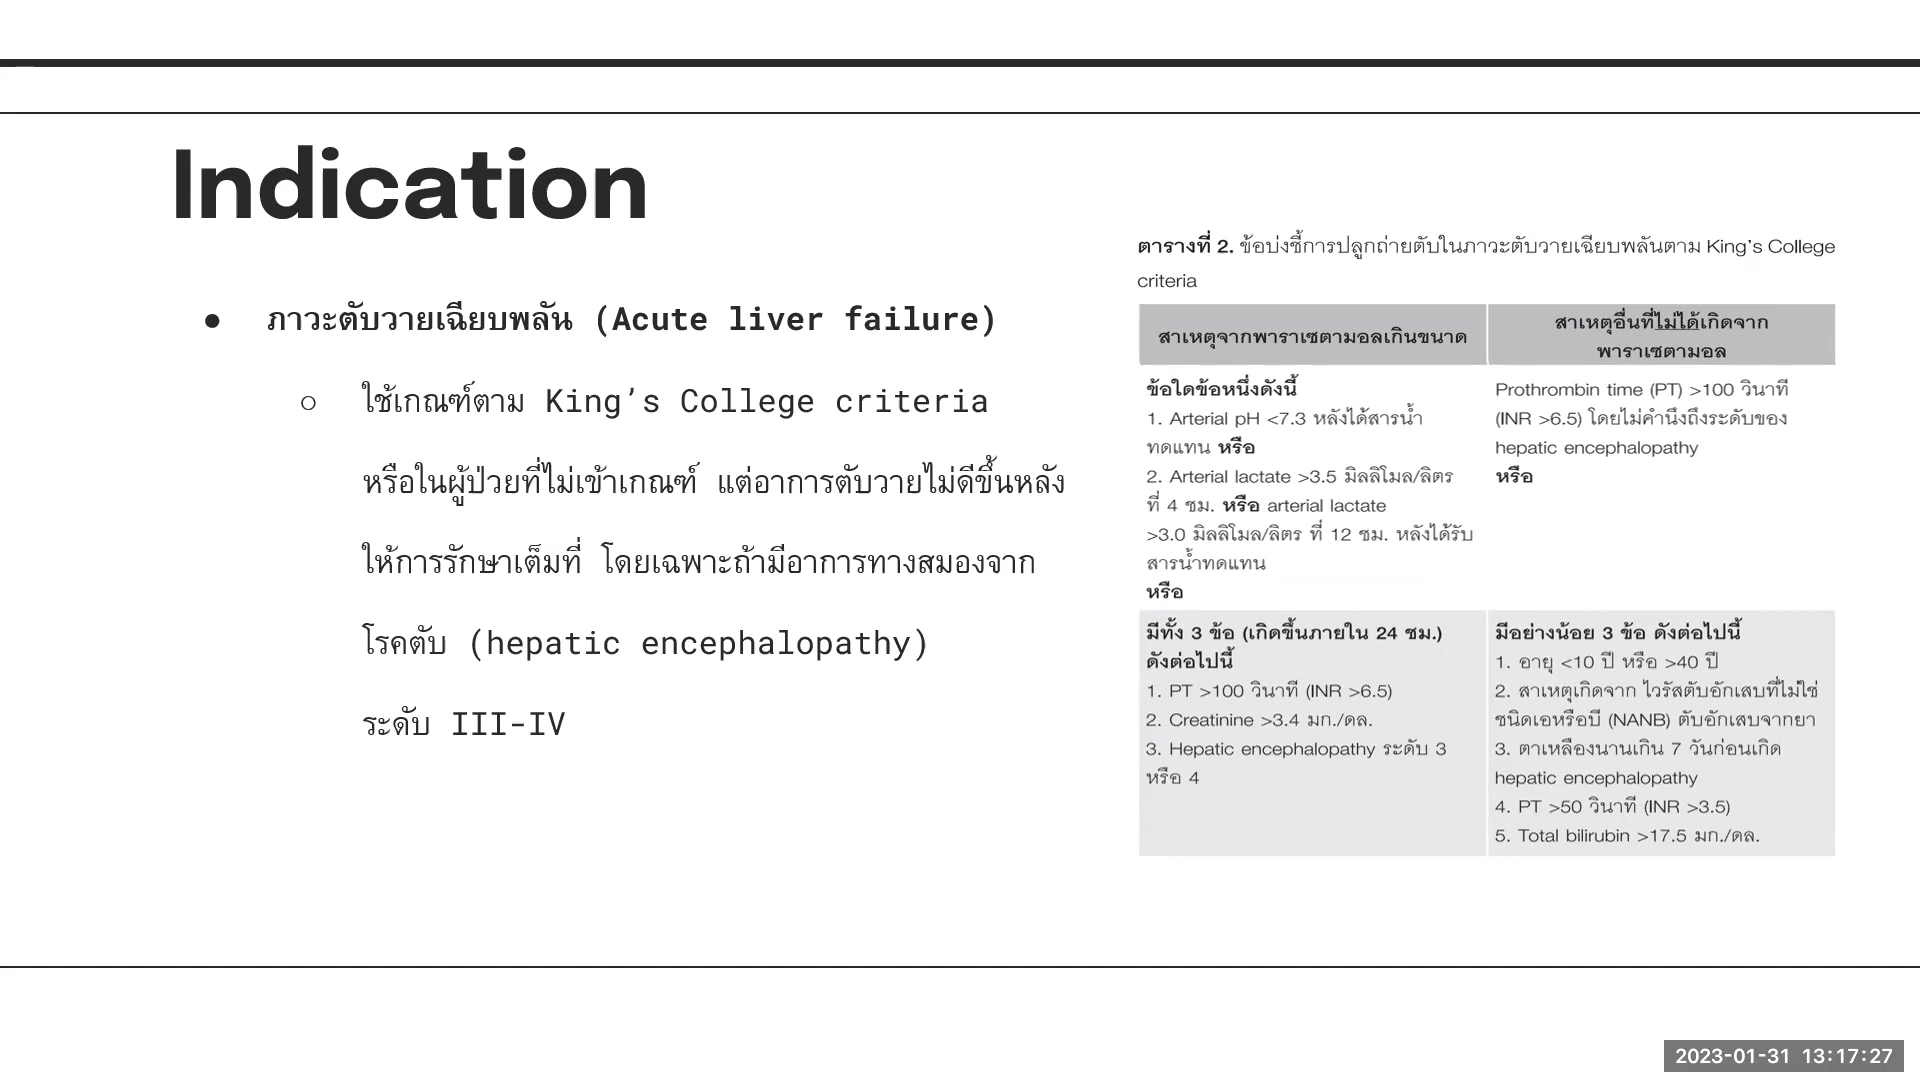 Indication
● ภาวะตับวายเฉียบพลัน (Acute liver failure)
○ ใช้เกณฑ์ตาม King’s College criteria
หรือในผู้ป่วยที่ไม่เข้าเกณฑ์ แต่อาการตับวายไม่ดีขึ้นหลัง
ให้การรักษาเต็มที่ โดยเฉพาะถ้ามีอาการทางสมองจาก
โรคตับ (hepatic encephalopathy)
ระดับ III-IV
ตารางที่ 2. ข้อบ่งชี้การปลูกถ่ายตับในภาวะตับวายเฉียบพลันตาม King’s College
criteria
สาเหตุจากพาราเซตามอลเกินขนาด
ข้อใดข้อหนึ่งดังนี้
1. Arterial pH <7.3 หลังได้สารน้ำ
ทดแทน หรือ
2. Arterial lactate >3.5 มิลลิโมล/ลิตร
ที่ 4 ชม. หรือ arterial lactate
>3.0 มิลลิโมล/ลิตร ที่ 12 ชม. หลังได้รับ
สารน้ำทดแทน
หรือ
มีทั้ง 3 ข้อ (เกิดขึ้นภายใน 24 ชม.)
ดังต่อไปนี้
1. PT >100 วินาที (INR >6.5)
2. Creatinine >3.4 มก./ดล.
3. Hepatic encephalopathy ระดับ 3
หรือ 4
สาเหตุอื่นที่ไม่ได้เกิดจาก
พาราเซตามอล
Prothrombin time (PT) >100 วินาที
(INR >6.5) โดยไม่คำนึงถึงระดับของ
hepatic encephalopathy
หรือ
มีอย่างน้อย 3 ข้อ ดังต่อไปนี้
1. อายุ <10 ปี หรือ >40 ปี
2. สาเหตุเกิดจาก ไวรัสตับอักเสบที่ไม่ใช่
ชนิดเอหรือบี (NANB) ตับอักเสบจากยา
3. ตาเหลืองนานเกิน 7 วันก่อนเกิด
hepatic encephalopathy
4. PT >50 วินาที (INR >3.5)
5. Total bilirubin >17.5 มก./ดล.
2023-01-31 13:17:27